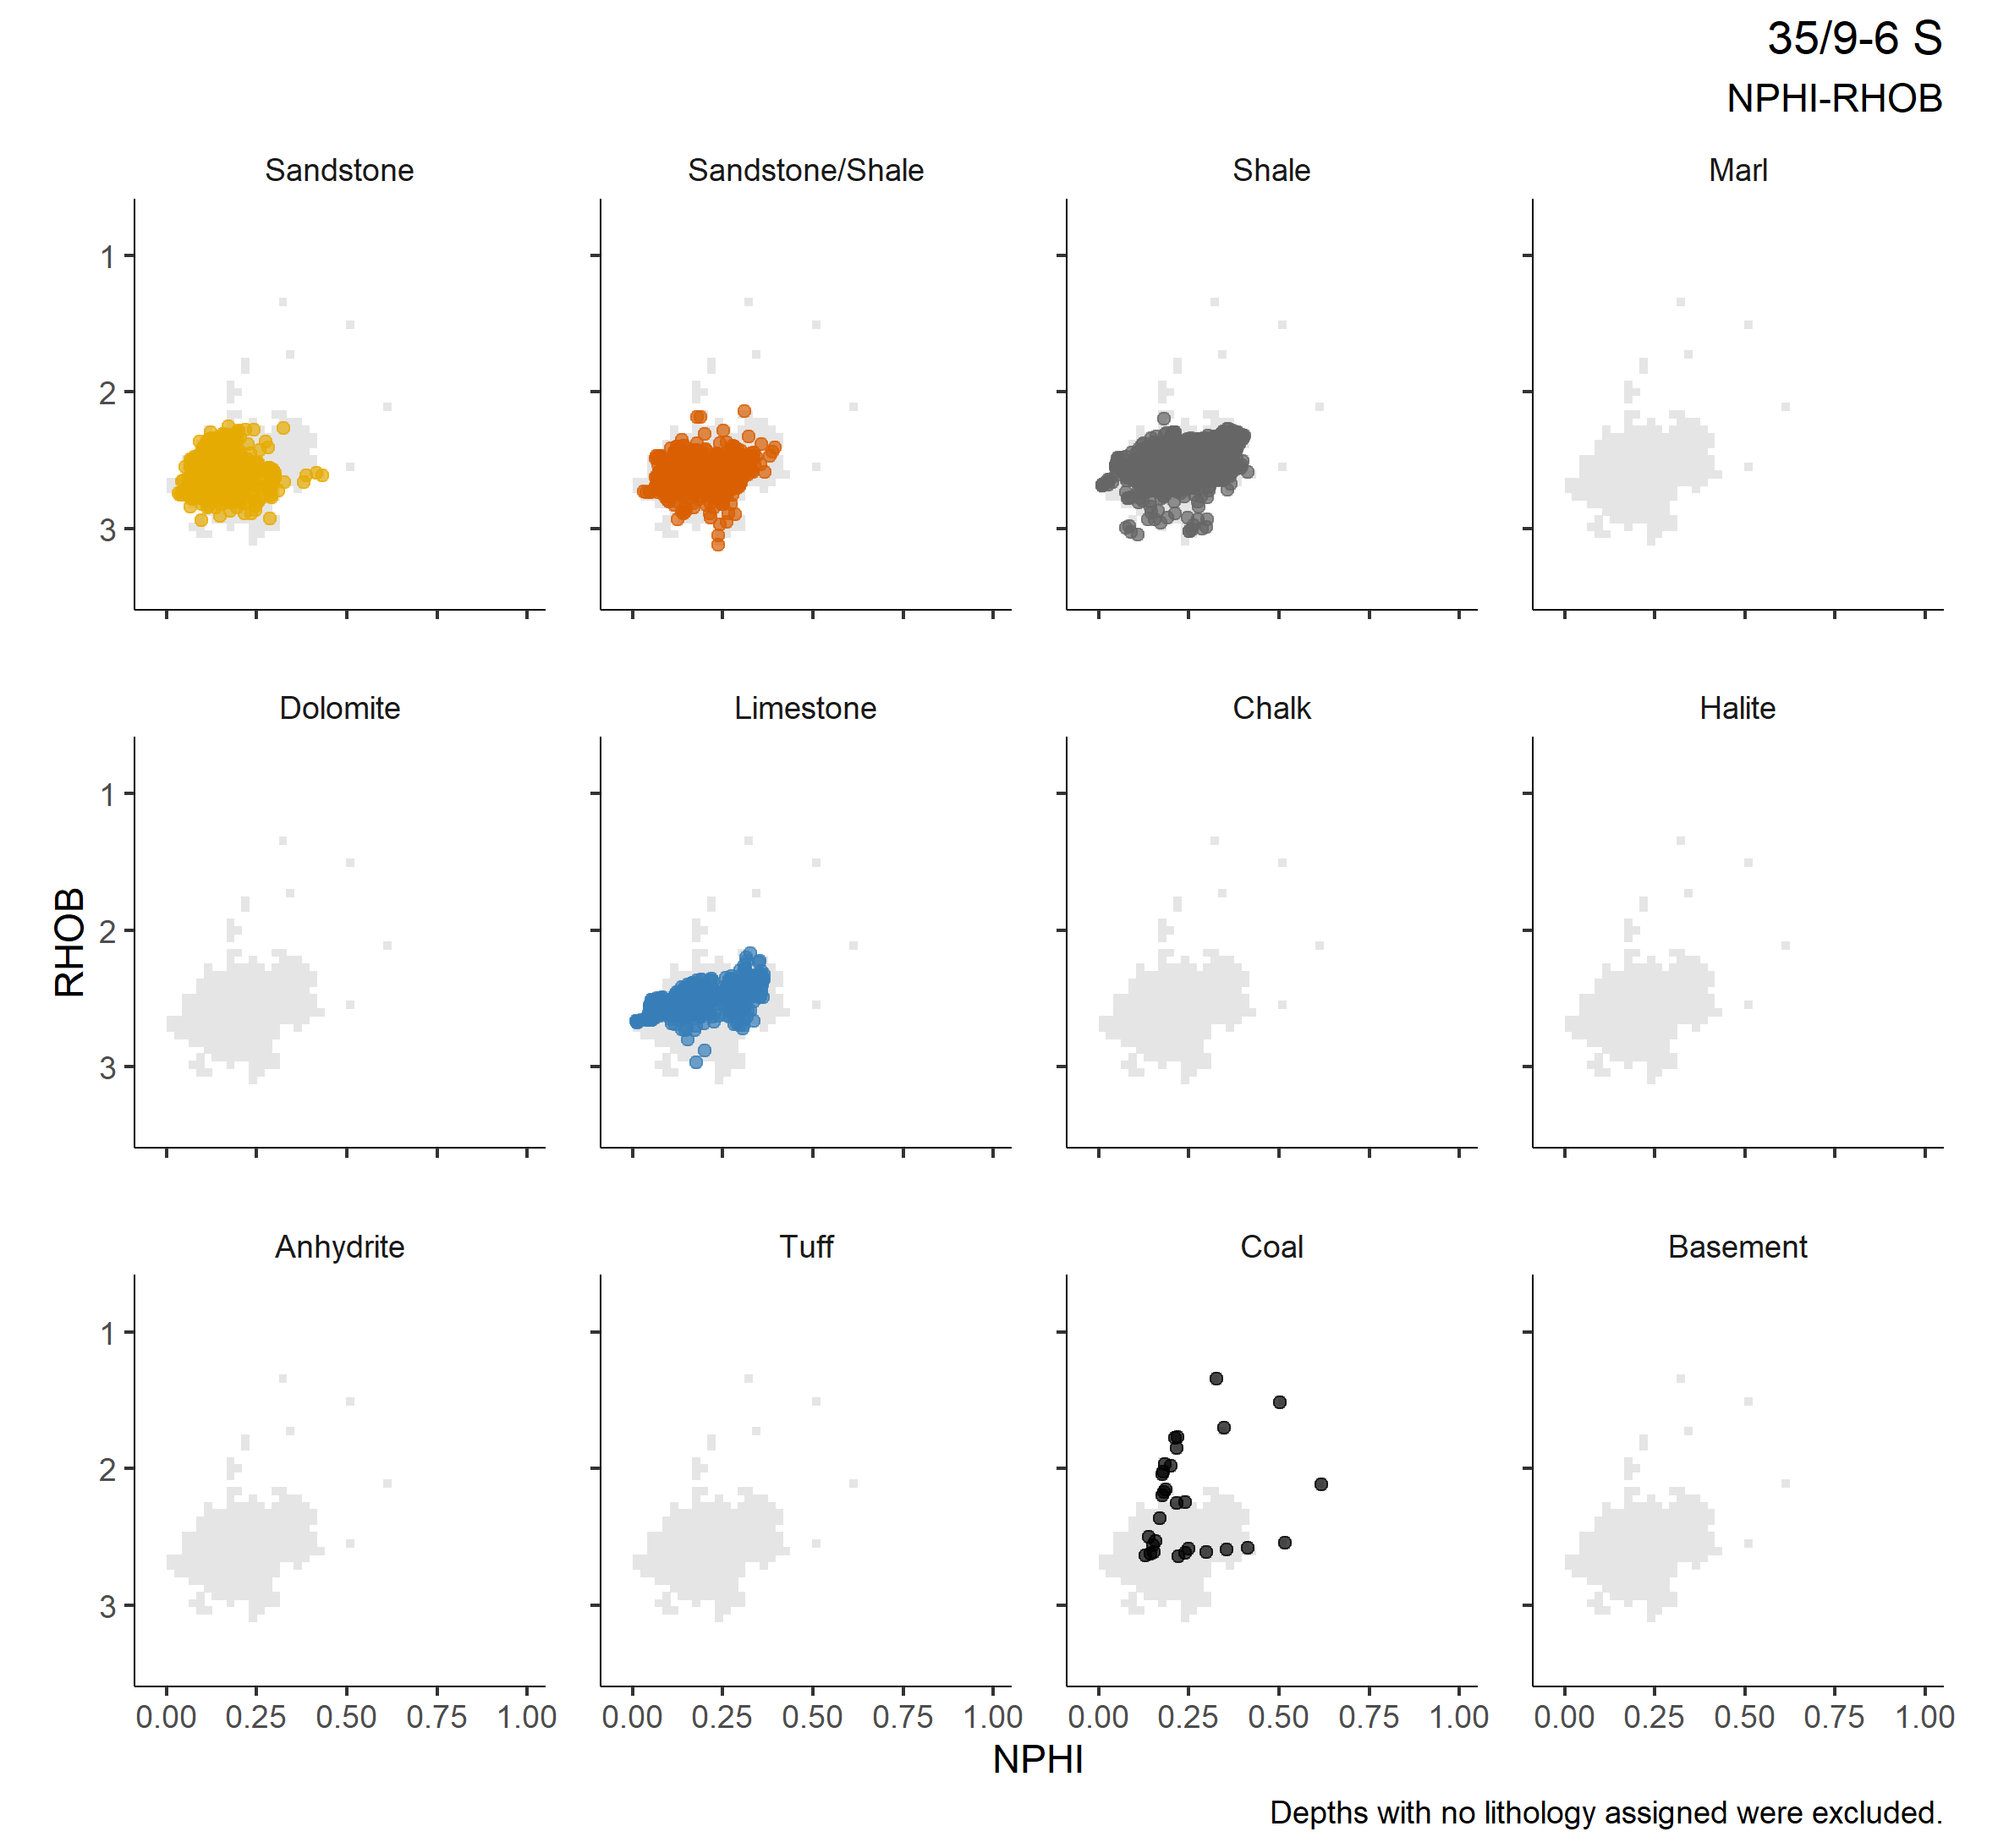 35/9-6 S
NPHI-RHOB
Sandstone
Sandstone/Shale
Shale
Marl
1
2
3
Dolomite
Limestone
Chalk
Halite
1
2
3
RHOB
Anhydrite
Tuff
Coal
Basement
1
2
3
0.00 0.25 0.50 0.75 1.00
0.00 0.25 0.50 0.75 1.00
0.00 0.25 0.50 0.75 1.00
0.00 0.25 0.50 0.75 1.00
NPHI
Depths with no lithology assigned were excluded.